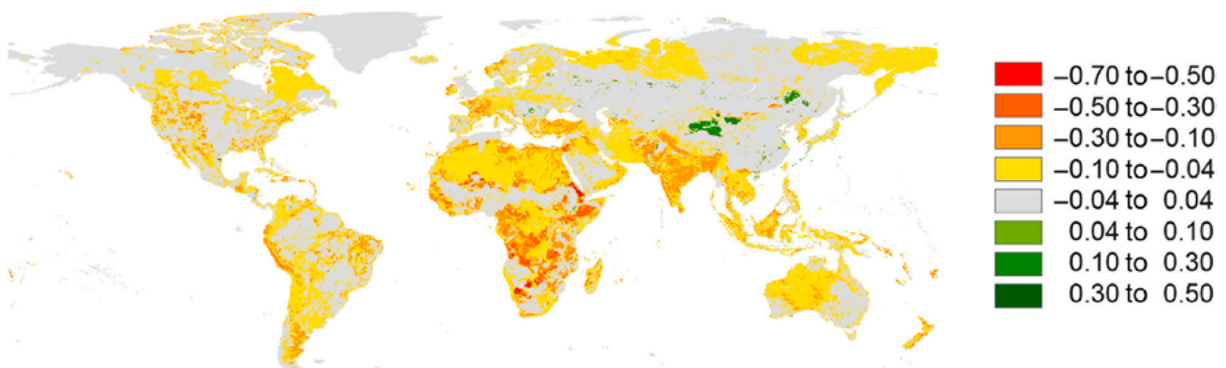 −0.70 to −0.50
−0.50 to −0.30
−0.30 to −0.10
−0.10 to −0.04
−0.04 to 0.04
0.04 to 0.10
0.10 to 0.30
0.30 to 0.50